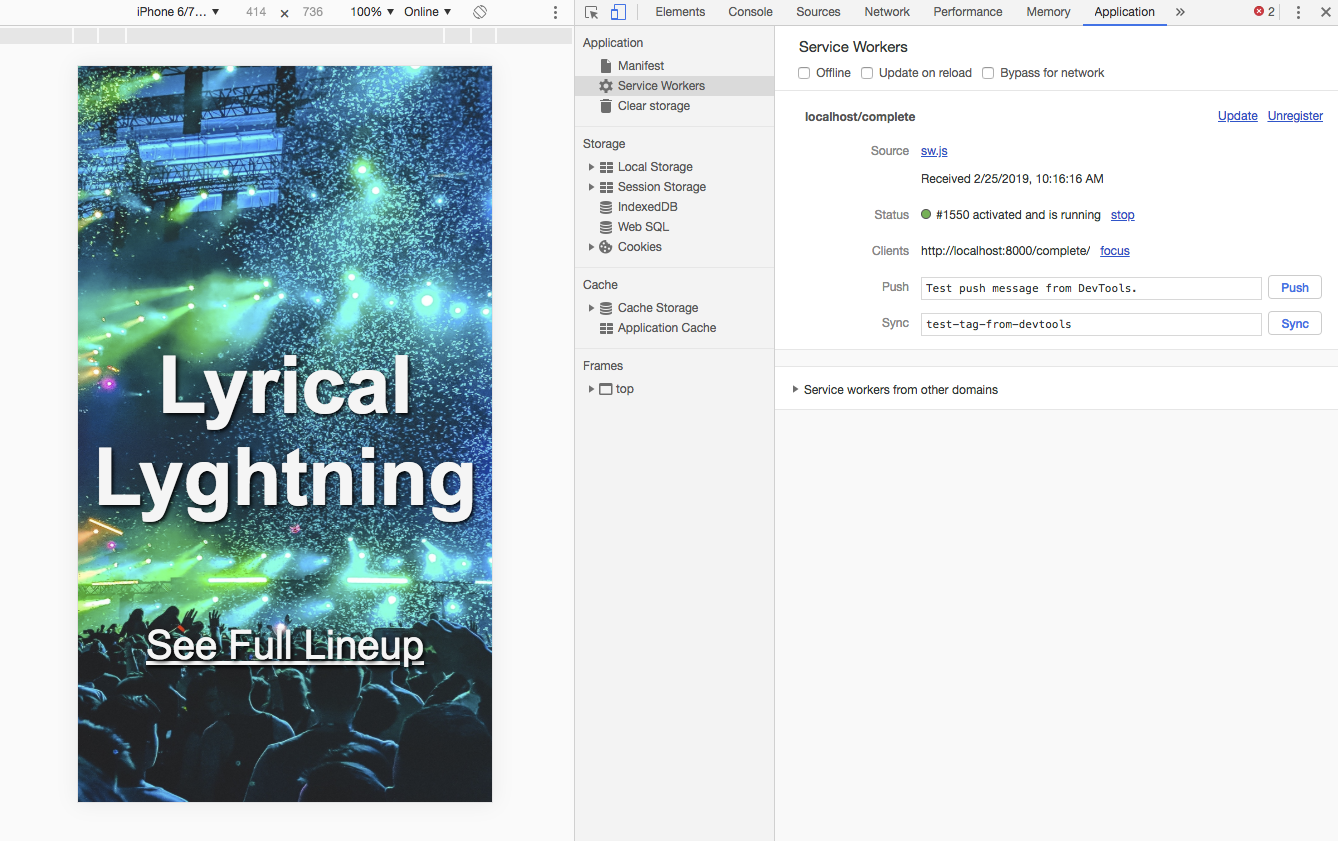 iPhone 6/7... 414 × 736 100% Online
Elements Console Sources Network Performance Memory Application » 2
Lyrical
Lyghtning
See Full Lineup
Application
Manifest
Service Workers
Clear storage
Storage
Local Storage
Session Storage
IndexedDB
Web SQL
Cookies
Cache
Cache Storage
Application Cache
Frames
top
Service Workers
Offline Update on reload Bypass for network
localhost/complete Update Unregister
Source sw.js
Received 2/25/2019, 10:16:16 AM
Status #1550 activated and is running stop
Clients http://localhost:8000/complete/ focus
Push Test push message from DevTools. Push
Sync test-tag-from-devtools Sync
Service workers from other domains